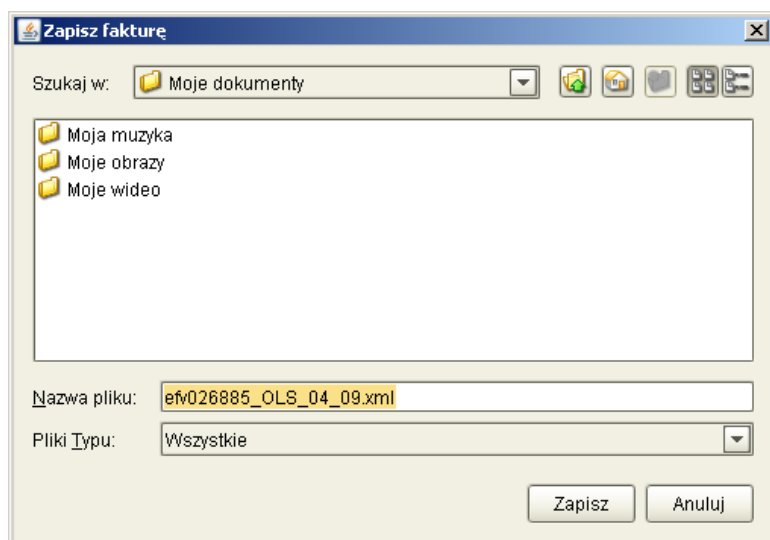 Zapisz fakturę
Szukaj w: Moje dokumenty
Moja muzyka
Moje obrazy
Moje wideo
Nazwa pliku: efv026885_OLS_04_09.xml
Pliki Typu: Wszystkie
Zapisz Anuluj